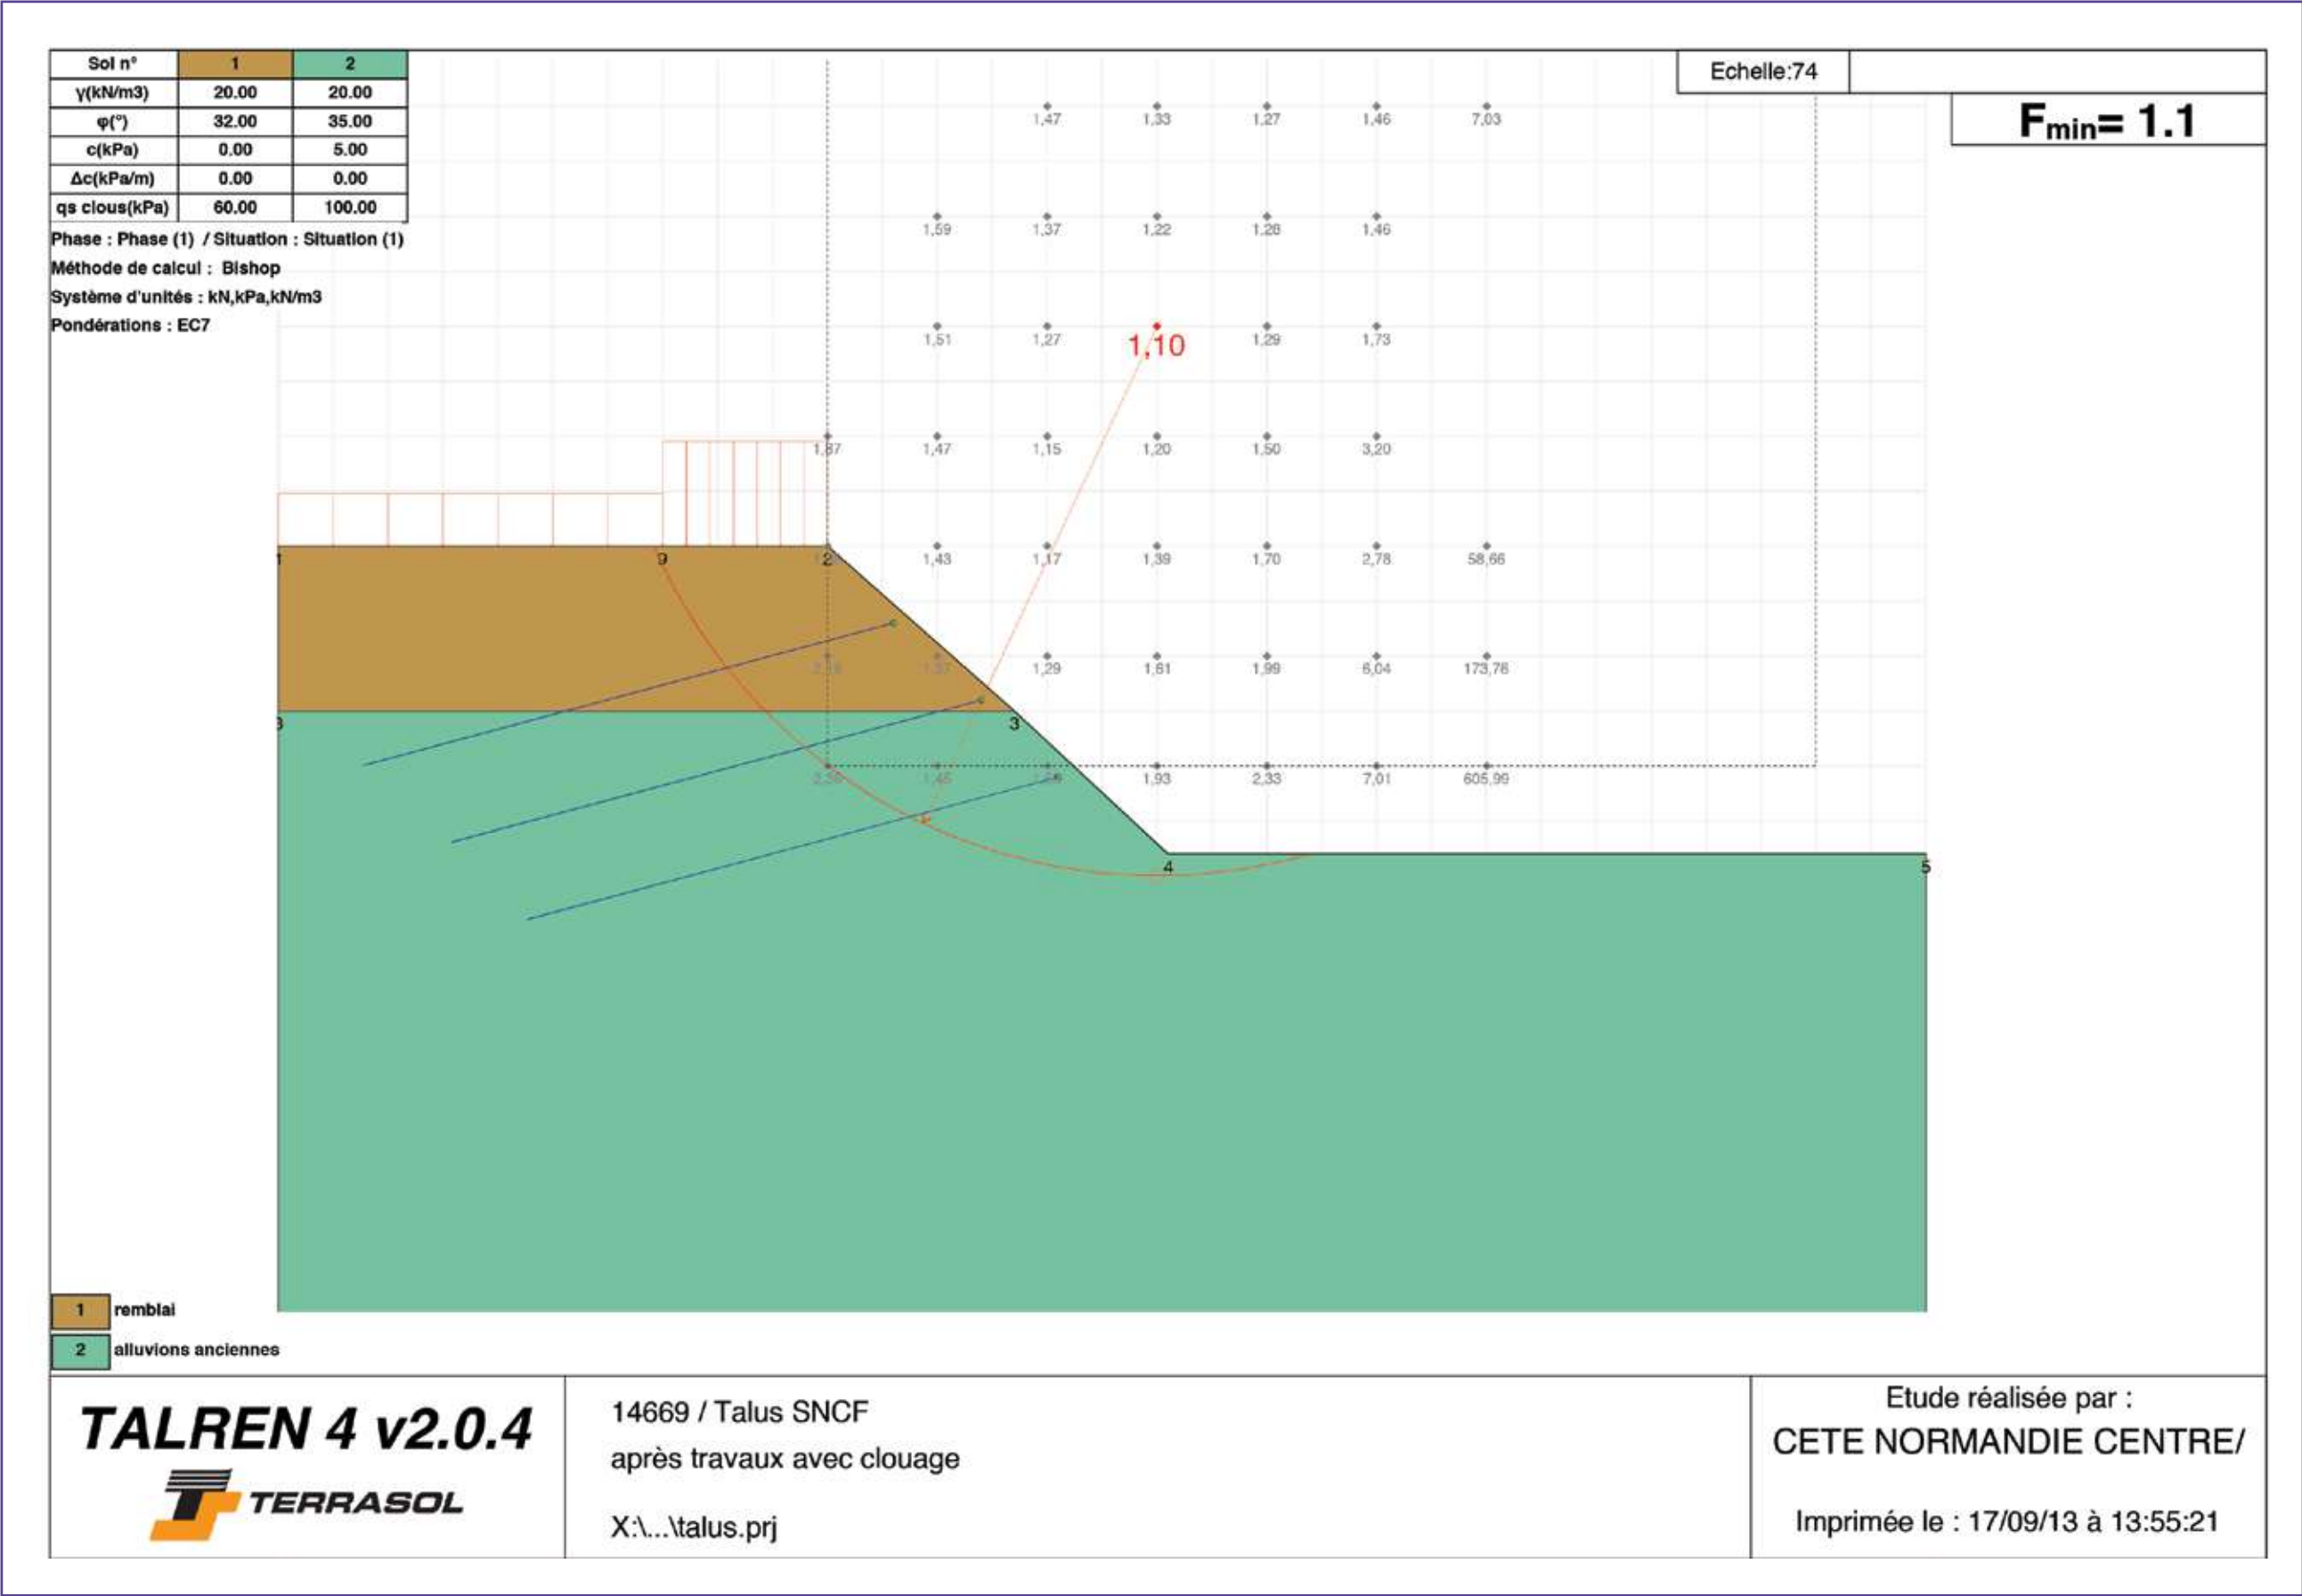 Sol n° 1 2
γ(kN/m3) 20.00 20.00
φ(°) 32.00 35.00
c(kPa) 0.00 5.00
Δc(kPa/m) 0.00 0.00
qs clous(kPa) 60.00 100.00
Phase : Phase (1) / Situation : Situation (1)
Méthode de calcul : Bishop
Système d'unités : kN,kPa,kN/m3
Pondérations : EC7
Echelle:74
Fmin= 1.1
1,47 1,33 1,27 1,46 7,03
1,59 1,37 1,22 1,28 1,46
1,51 1,27 1,10 1,29 1,73
1,87 1,47 1,15 1,20 1,50 3,20
1 9 2 1,43 1,17 1,39 1,70 2,78 58,66
1,29 1,61 1,99 6,04 173,76
3 3
1,45 1,93 2,33 7,01 605,99
4 5
1 remblai
2 alluvions anciennes
TALREN 4 v2.0.4
TERRASOL
14669 / Talus SNCF
après travaux avec clouage
X:\...\talus.prj
Etude réalisée par :
CETE NORMANDIE CENTRE/
Imprimée le : 17/09/13 à 13:55:21